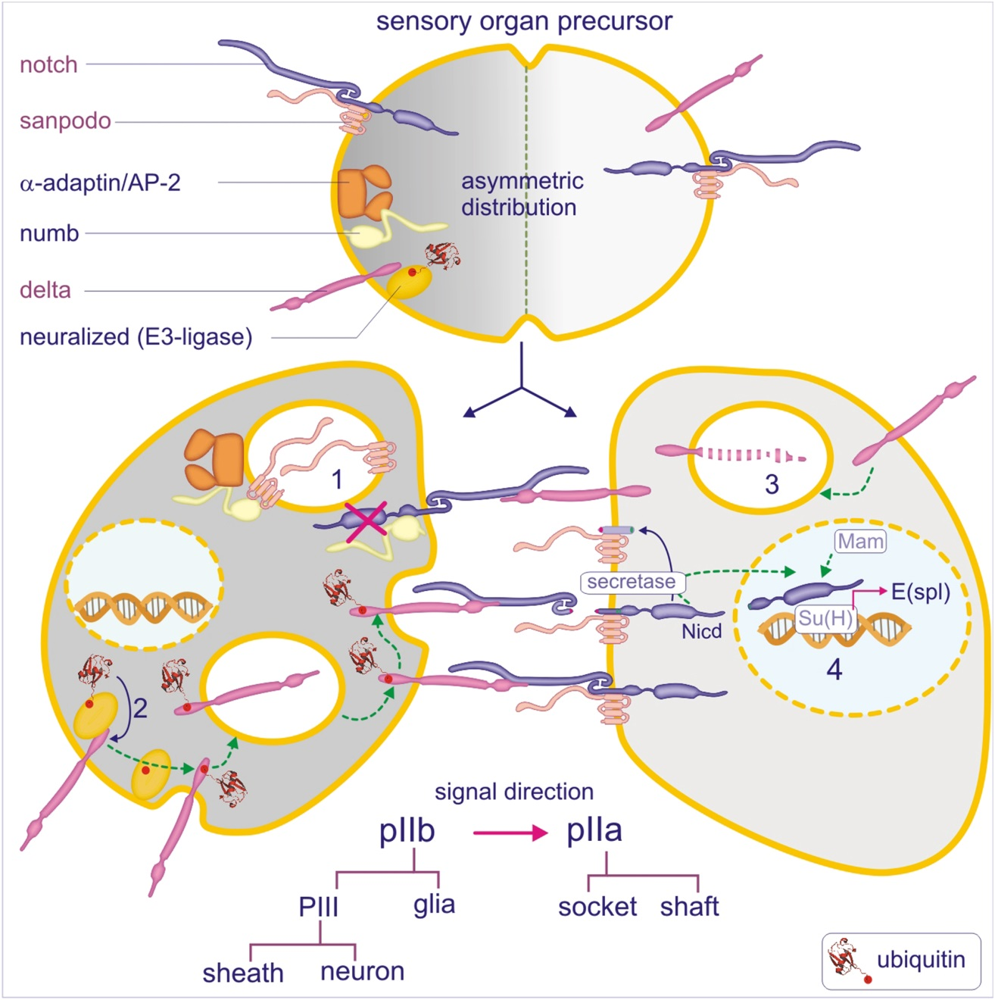 sensory organ precursor
notch
sanpodo
α-adaptin/AP-2
numb
delta
neuralized (E3-ligase)
asymmetric
distribution
1
2
3
Mam
secretase
E(spl)
Su(H)
Nicd
4
signal direction
pIIb
pIIa
PIII
glia
socket
shaft
sheath
neuron
ubiquitin